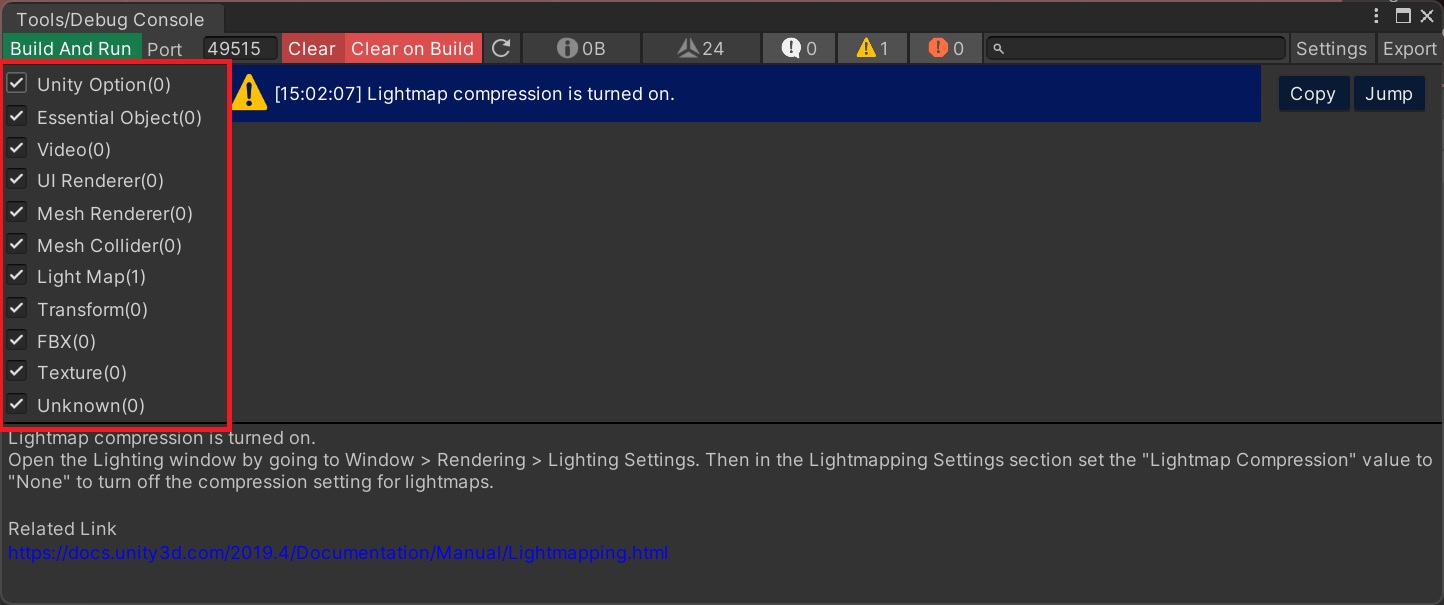 Tools/Debug Console
Build And Run Port 49515 Clear Clear on Build 0B 24 0 1 0 Settings Export
Unity Option(0)
Essential Object(0)
Video(0)
UI Renderer(0)
Mesh Renderer(0)
Mesh Collider(0)
Light Map(1)
Transform(0)
FBX(0)
Texture(0)
Unknown(0)
[15:02:07] Lightmap compression is turned on.
Copy Jump
Lightmap compression is turned on.
Open the Lighting window by going to Window > Rendering > Lighting Settings. Then in the Lightmapping Settings section set the "Lightmap Compression" value to
"None" to turn off the compression setting for lightmaps.
Related Link
https://docs.unity3d.com/2019.4/Documentation/Manual/Lightmapping.html